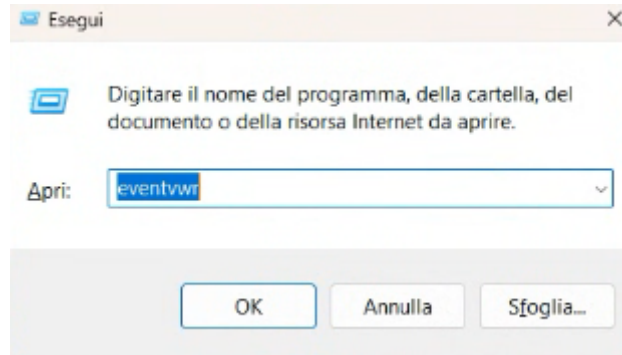 Esegui
Digitare il nome del programma, della cartella, del
documento o della risorsa Internet da aprire.
Apri: eventvwr
OK Annulla Sfoglia...